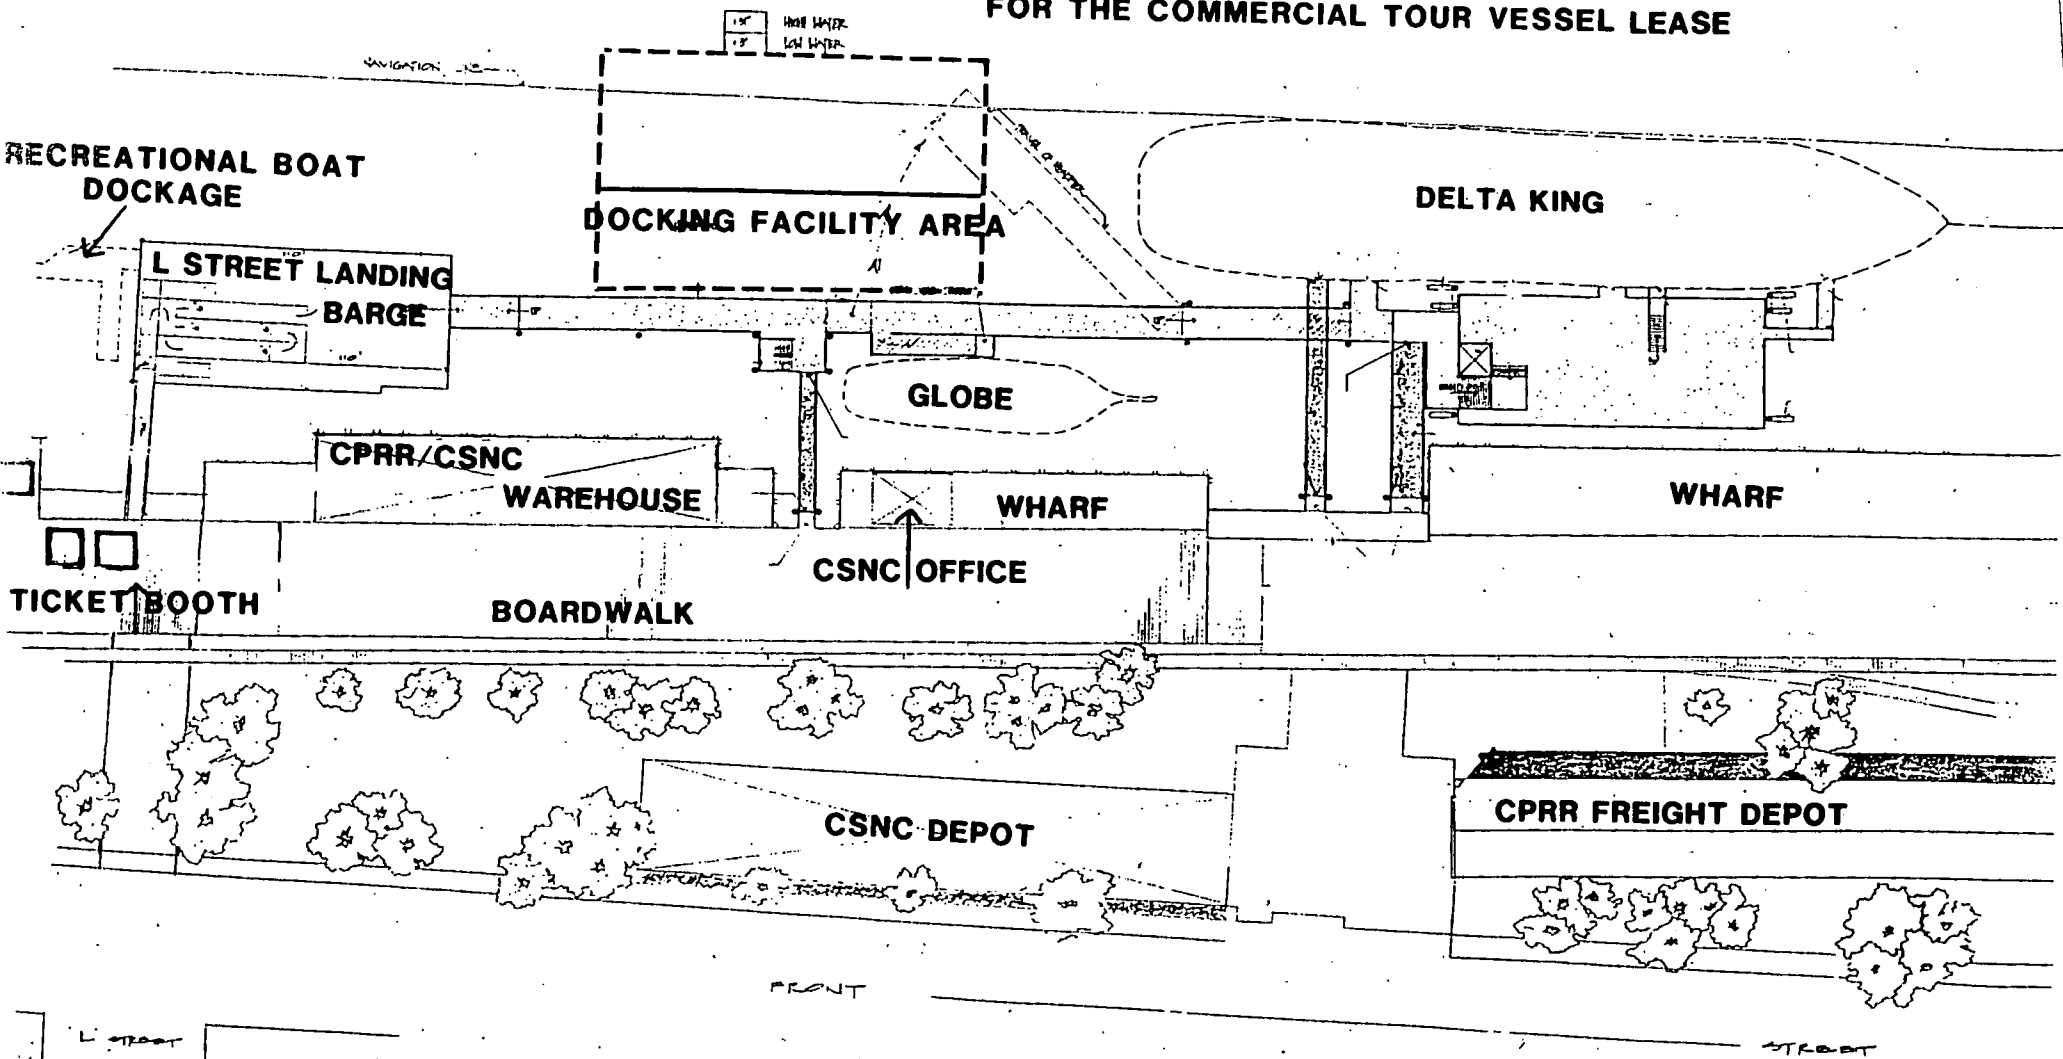 FOR THE COMMERCIAL TOUR VESSEL LEASE
HIGH WATER
LOW WATER
NAVIGATION
RECREATIONAL BOAT
DOCKAGE
DELTA KING
DOCKING FACILITY AREA
L STREET LANDING
BARGE
GLOBE
CPRR/CSNC
WAREHOUSE
WHARF
WHARF
CSNC OFFICE
TICKET BOOTH
BOARDWALK
CSNC DEPOT
CPRR FREIGHT DEPOT
FRONT
STREET
L STREET